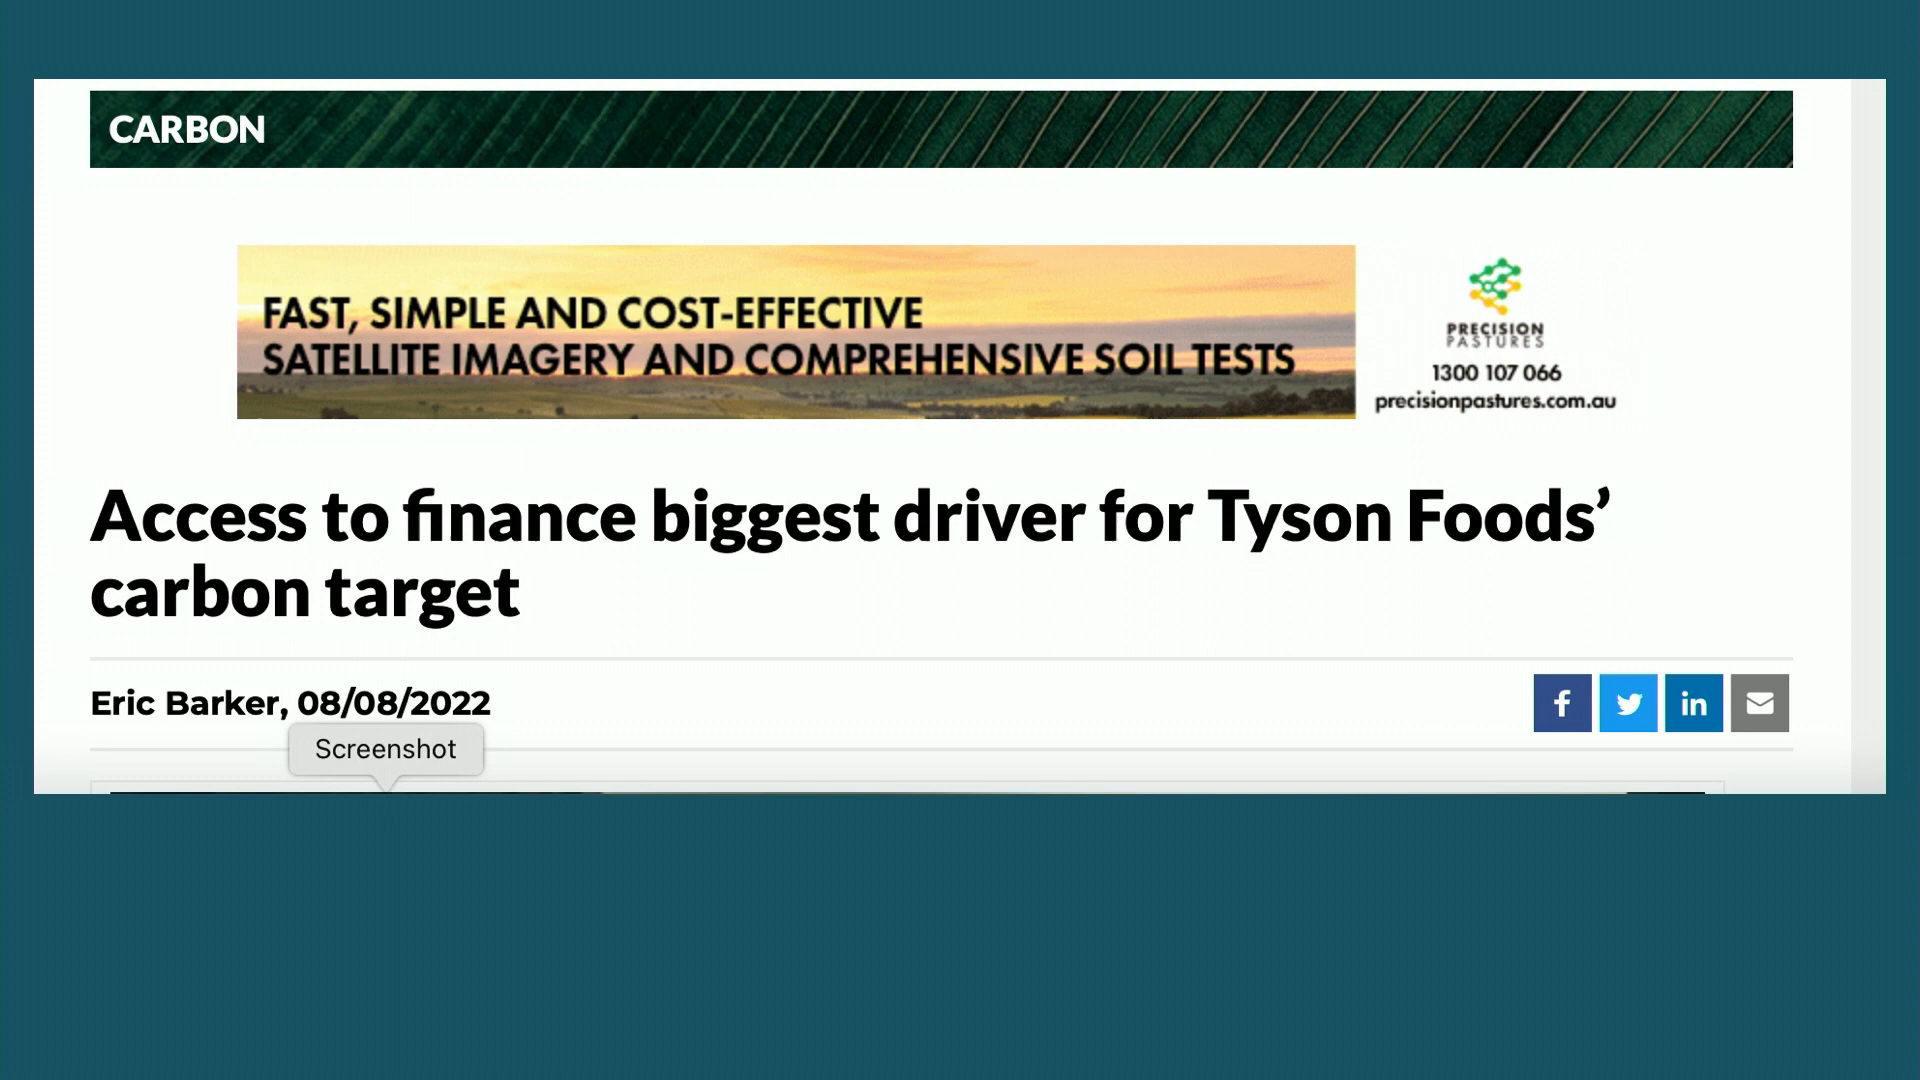 CARBON
FAST, SIMPLE AND COST-EFFECTIVE
SATELLITE IMAGERY AND COMPREHENSIVE SOIL TESTS
PRECISION
PASTURES
1300 107 066
precisionpastures.com.au
Access to finance biggest driver for Tyson Foods’
carbon target
Eric Barker, 08/08/2022
Screenshot